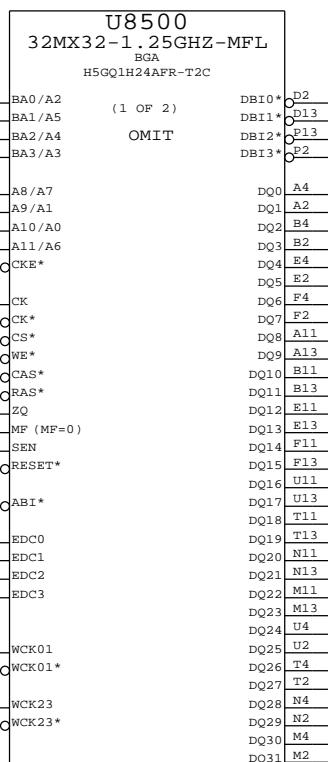 U8500
32MX32-1.25GHZ-MFL
BGA
H5GQ1H24AFR-T2C
(1 OF 2)
OMIT
BA0/A2
BA1/A5
BA2/A4
BA3/A3
A8/A7
A9/A1
A10/A0
A11/A6
CKE*
CK
CK*
CS*
WE*
CAS*
RAS*
ZQ
MF (MF=0)
SEN
RESET*
ABI*
EDC0
EDC1
EDC2
EDC3
WCK01
WCK01*
WCK23
WCK23*
DBI0* D2
DBI1* D13
DBI2* P13
DBI3* P2
DQ0 A4
DQ1 A2
DQ2 B4
DQ3 B2
DQ4 E4
DQ5 E2
DQ6 F4
DQ7 F2
DQ8 A11
DQ9 A13
DQ10 B11
DQ11 B13
DQ12 E11
DQ13 E13
DQ14 F11
DQ15 F13
DQ16 U11
DQ17 U13
DQ18 T11
DQ19 T13
DQ20 N11
DQ21 N13
DQ22 M11
DQ23 M13
DQ24 U4
DQ25 U2
DQ26 T4
DQ27 T2
DQ28 N4
DQ29 N2
DQ30 M4
DQ31 M2